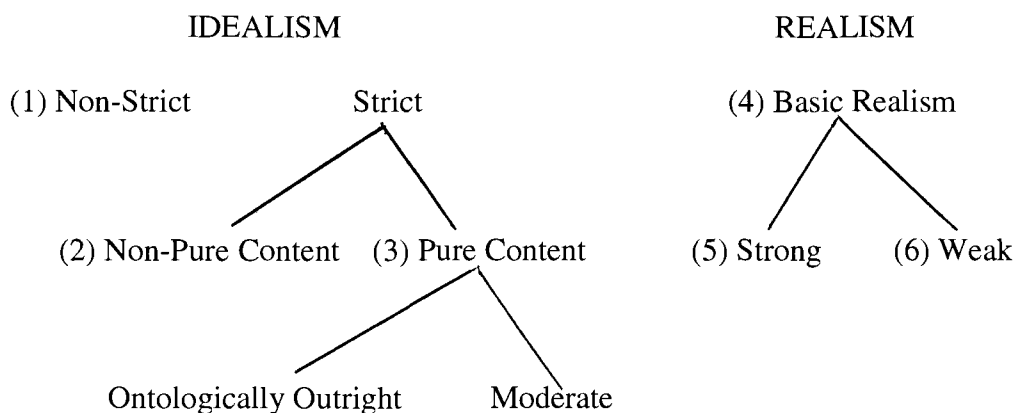 IDEALISM REALISM
(1) Non-Strict Strict (4) Basic Realism
(2) Non-Pure Content (3) Pure Content (5) Strong (6) Weak
Ontologically Outright Moderate